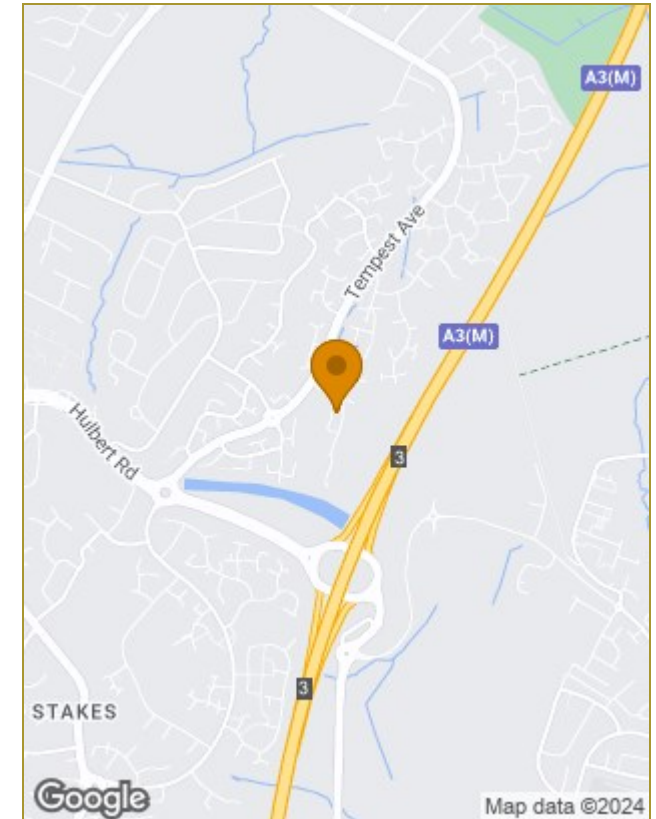 A3(M)
Tempest Ave
A3(M)
Hulbert Rd
3
3
STAKES
Google
Map data ©2024